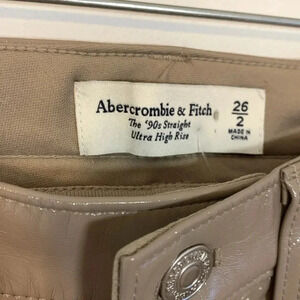 Abercrombie & Fitch
The '90s Straight
Ultra High Rise
26
2
MADE IN
CHINA